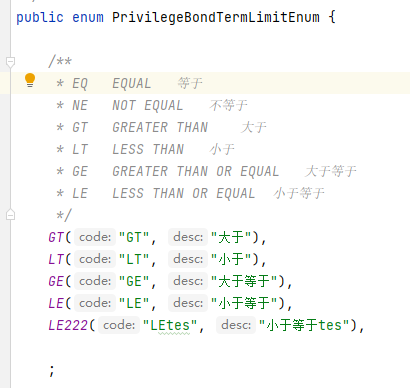 public enum PrivilegeBondTermLimitEnum {
/**
* EQ EQUAL 等于
* NE NOT EQUAL 不等于
* GT GREATER THAN 大于
* LT LESS THAN 小于
* GE GREATER THAN OR EQUAL 大于等于
* LE LESS THAN OR EQUAL 小于等于
*/
GT( code: "GT", desc: "大于"),
LT( code: "LT", desc: "小于"),
GE( code: "GE", desc: "大于等于"),
LE( code: "LE", desc: "小于等于"),
LE222( code: "LEtes", desc: "小于等于tes"),
;